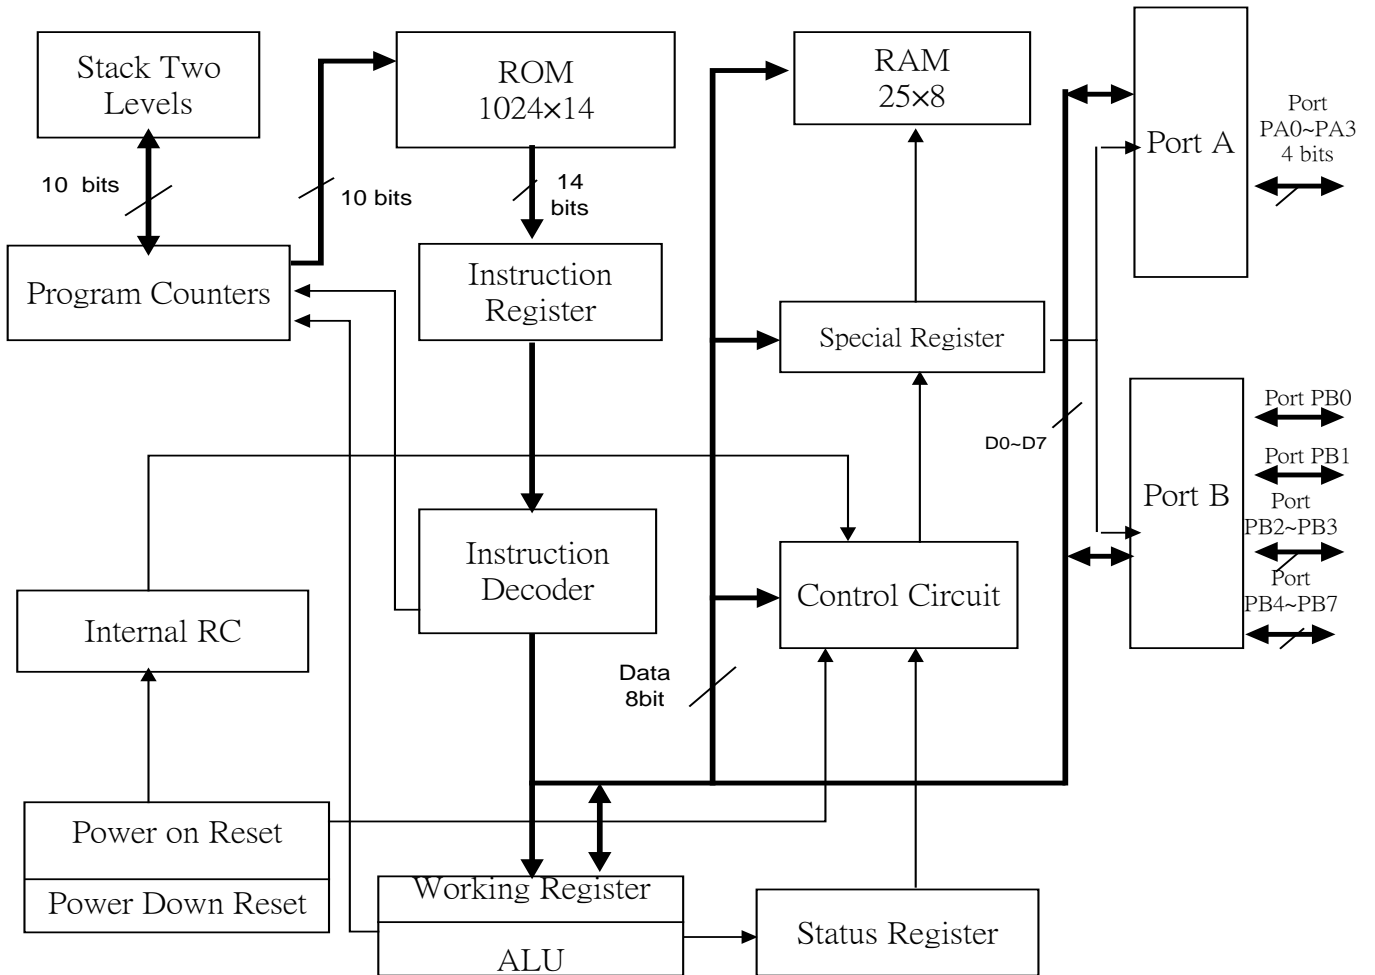 Stack Two
Levels
ROM
1024×14
RAM
25×8
Port A
Port
PA0~PA3
4 bits
10 bits
10 bits
14
bits
Program Counters
Instruction
Register
Special Register
D0~D7
Port B
Port PB0
Port PB1
Port
PB2~PB3
Port
PB4~PB7
Instruction
Decoder
Control Circuit
Internal RC
Data
8bit
Power on Reset
Power Down Reset
Working Register
ALU
Status Register